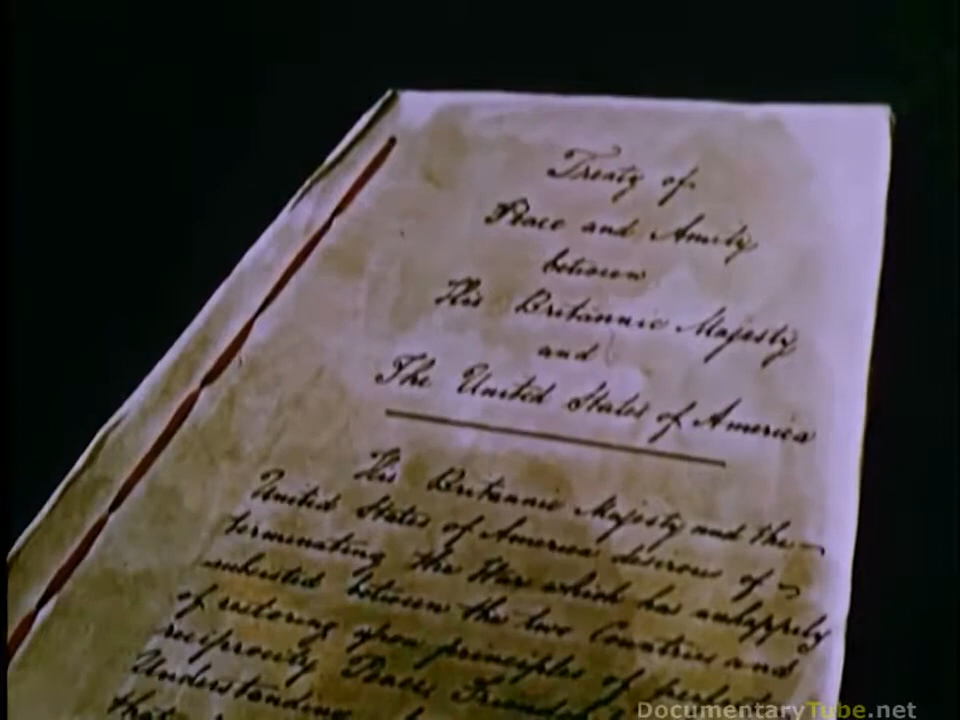 Treaty of
Peace and Amity
between
His Britannic Majesty
and
The United States of America
His Britannic Majesty and the
United States of America desirous of
terminating the War which has unhappily
subsisted between the two Countries and
of restoring upon principles of perfect
reciprocity Peace, Friendship
Understanding
that
DocumentaryTube.net